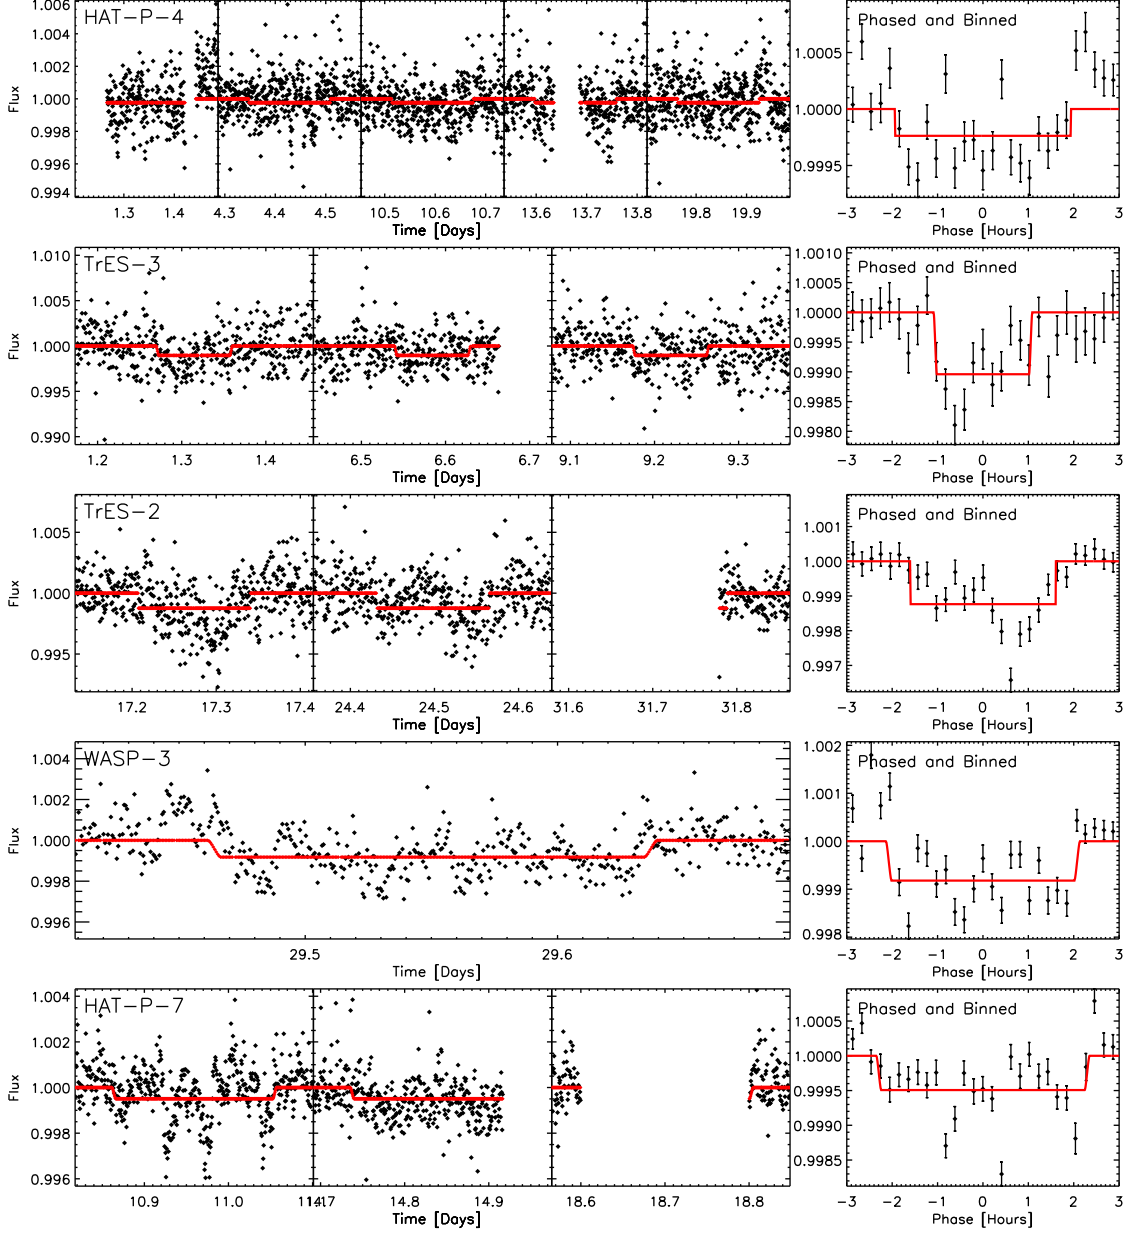 HAT-P-4
Phased and Binned
1.006
1.004
1.002
1.000
0.998
0.996
0.994
Flux
1.0005
1.0000
0.9995
1.3 1.4 4.3 4.4 4.5 10.5 10.6 10.7 13.6 13.7 13.8 19.8 19.9
Time [Days]
-3 -2 -1 0 1 2 3
Phase [Hours]
TrES-3
Phased and Binned
1.010
1.005
1.000
0.995
0.990
Flux
1.0010
1.0005
1.0000
0.9995
0.9990
0.9985
0.9980
1.2 1.3 1.4 6.5 6.6 6.7 9.1 9.2 9.3
Time [Days]
-3 -2 -1 0 1 2 3
Phase [Hours]
TrES-2
Phased and Binned
1.005
1.000
0.995
Flux
1.001
1.000
0.999
0.998
0.997
17.2 17.3 17.4 24.4 24.5 24.6 31.6 31.7 31.8
Time [Days]
-3 -2 -1 0 1 2 3
Phase [Hours]
WASP-3
Phased and Binned
1.004
1.002
1.000
0.998
0.996
Flux
1.002
1.001
1.000
0.999
0.998
29.5 29.6
Time [Days]
-3 -2 -1 0 1 2 3
Phase [Hours]
HAT-P-7
Phased and Binned
1.004
1.002
1.000
0.998
0.996
Flux
1.0005
1.0000
0.9995
0.9990
0.9985
10.9 11.0 14.8 14.9 18.6 18.7 18.8
Time [Days]
-3 -2 -1 0 1 2 3
Phase [Hours]